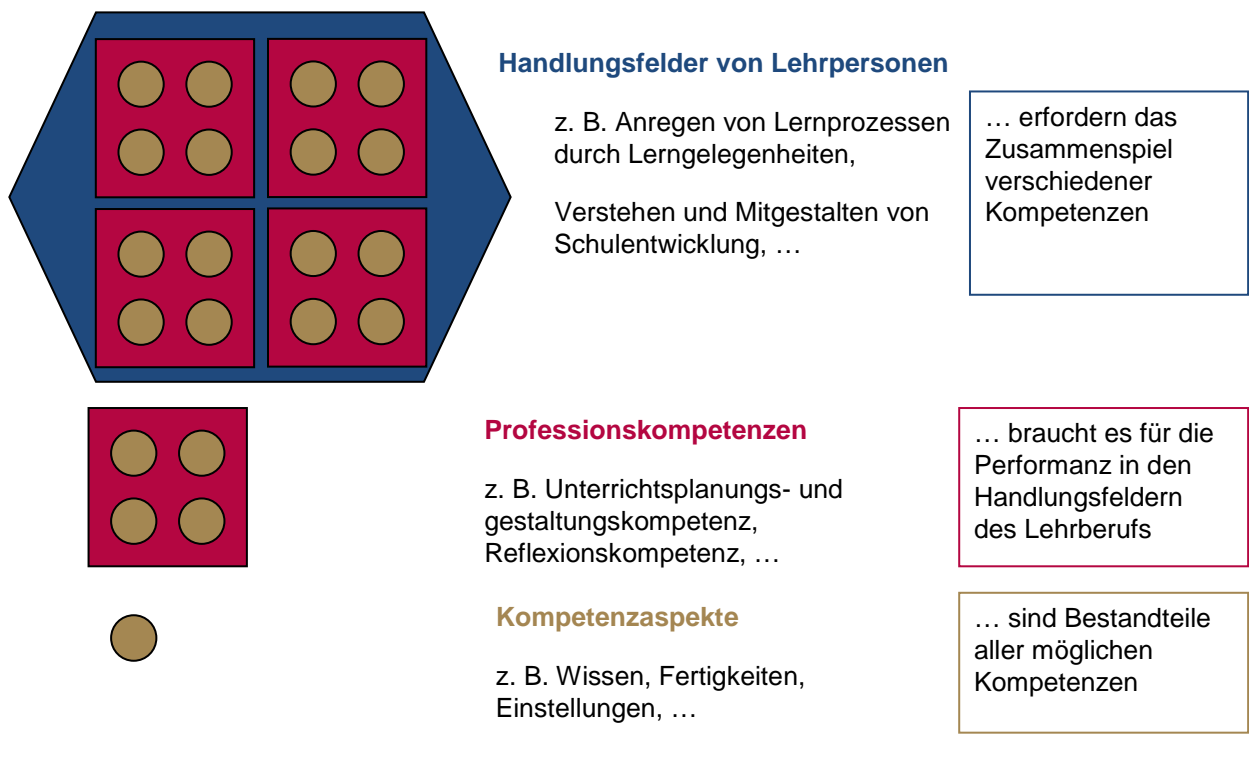 Handlungsfelder von Lehrpersonen
z. B. Anregen von Lernprozessen
durch Lerngelegenheiten,
Verstehen und Mitgestalten von
Schulentwicklung, …
… erfordern das
Zusammenspiel
verschiedener
Kompetenzen
Professionskompetenzen
z. B. Unterrichtsplanungs- und
gestaltungskompetenz,
Reflexionskompetenz, …
… braucht es für die
Performanz in den
Handlungsfeldern
des Lehrberufs
Kompetenzaspekte
z. B. Wissen, Fertigkeiten,
Einstellungen, …
… sind Bestandteile
aller möglichen
Kompetenzen